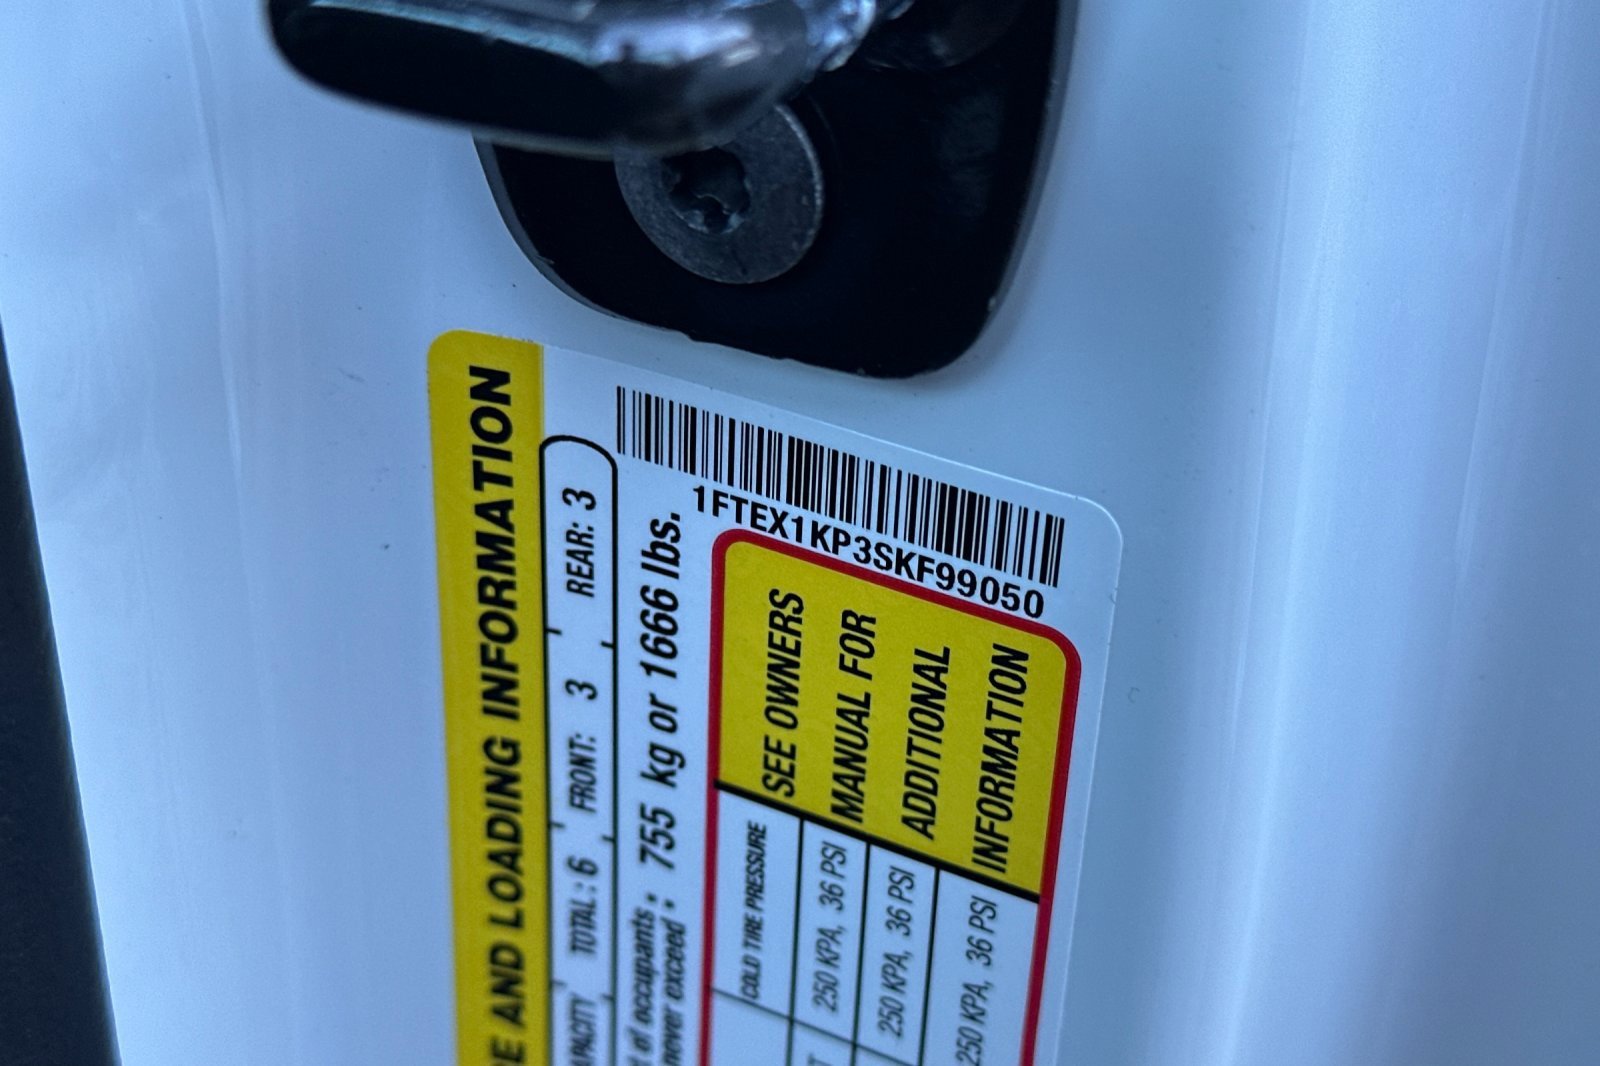 1FTEX1KP3SKF99050
AND LOADING INFORMATION
TOTAL: 6 FRONT: 3 REAR: 3
of occupants
never exceed : 755 kg or 1666 lbs.
SEE OWNERS
MANUAL FOR
ADDITIONAL
INFORMATION
COLD TIRE PRESSURE
250 KPA, 36 PSI
250 KPA, 36 PSI
250 KPA, 36 PSI